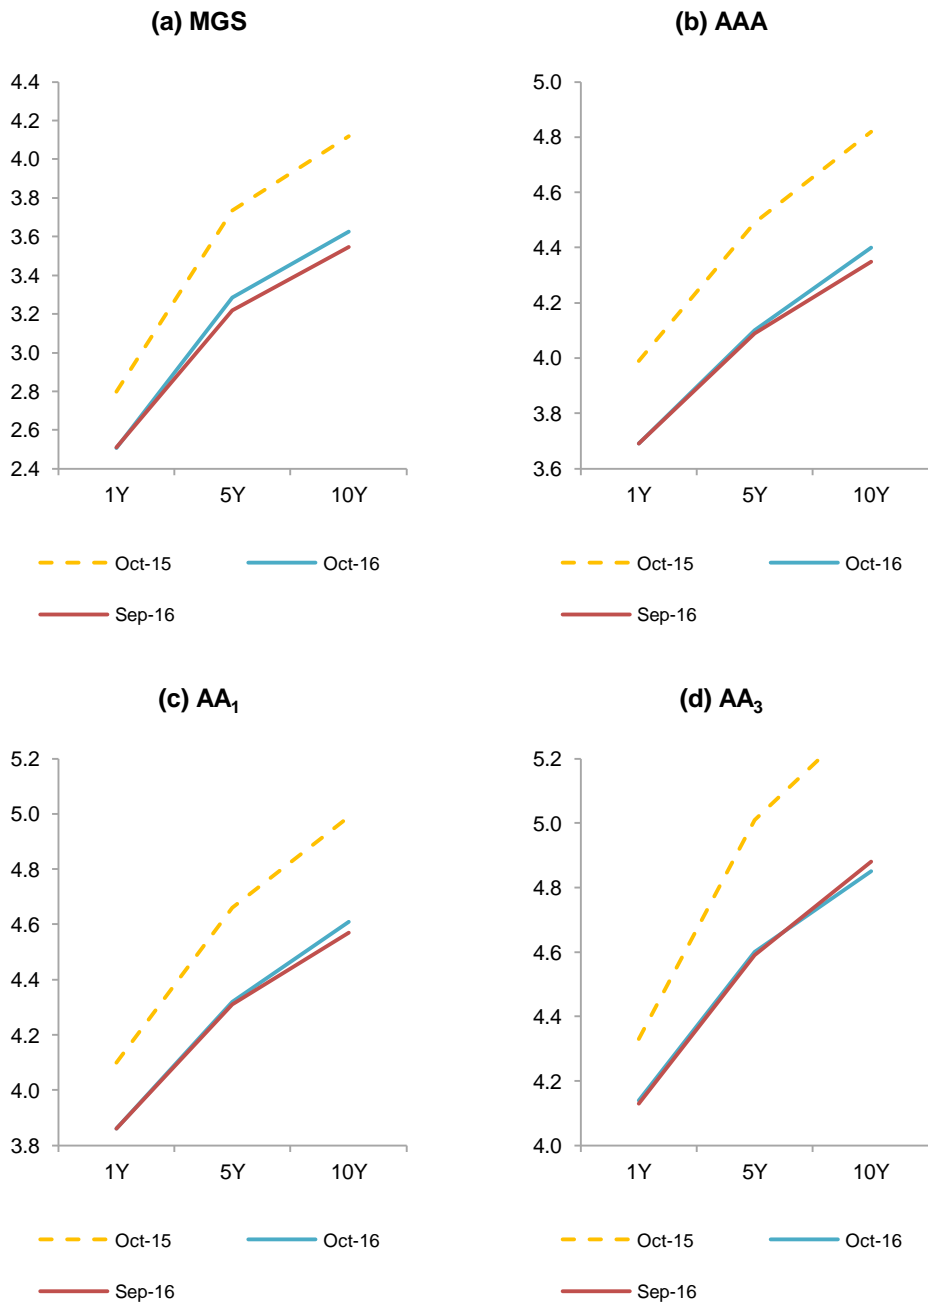 (a) MGS
4.4
4.2
4.0
3.8
3.6
3.4
3.2
3.0
2.8
2.6
2.4
1Y 5Y 10Y
Oct-15 Oct-16
Sep-16
(b) AAA
5.0
4.8
4.6
4.4
4.2
4.0
3.8
3.6
1Y 5Y 10Y
Oct-15 Oct-16
Sep-16
(c) AA₁
5.2
5.0
4.8
4.6
4.4
4.2
4.0
3.8
1Y 5Y 10Y
Oct-15 Oct-16
Sep-16
(d) AA₃
5.2
5.0
4.8
4.6
4.4
4.2
4.0
1Y 5Y 10Y
Oct-15 Oct-16
Sep-16